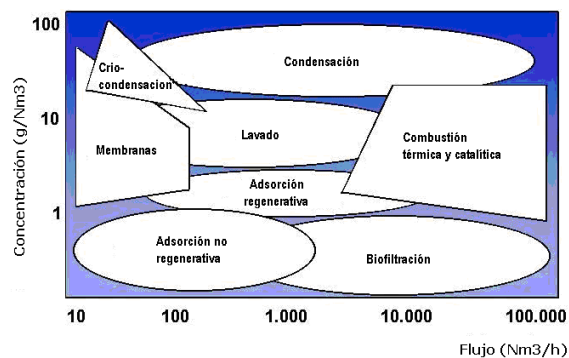 100
Crio-
condensación
Condensación
10
Membranas
Lavado
Combustión
térmica y catalítica
Adsorción
regenerativa
1
Adsorción no
regenerativa
Biofiltración
Concentración (g/Nm3)
10 100 1.000 10.000 100.000
Flujo (Nm3/h)